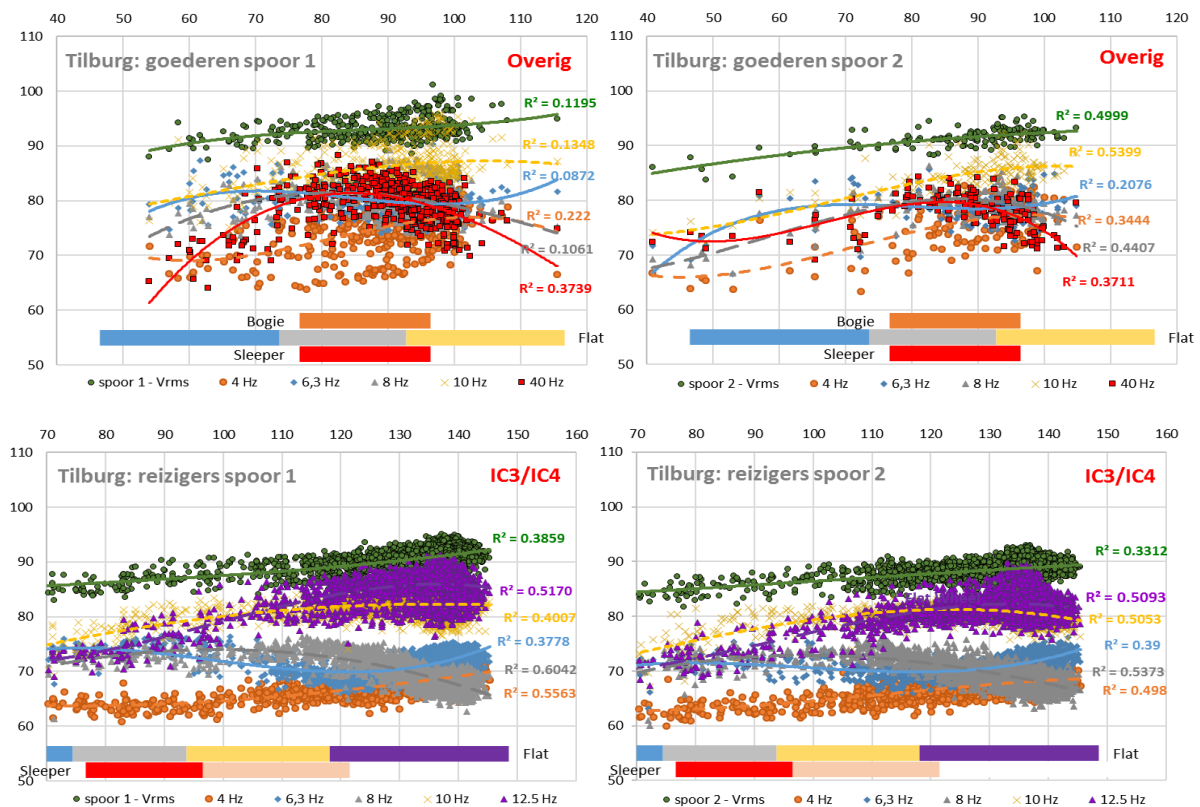 20 30 40 50 60 70 80 90 100 110 120
40 50 60 70 80 90 100 110 120
110
100
90
80
70
60
50
Tilburg: goederen spoor 1
Overig
R² = 0.1195
R² = 0.1348
R² = 0.0872
R² = 0.222
R² = 0.1061
R² = 0.3739
Bogie
Flat
Sleeper
spoor 1 - Vrms 4 Hz 6,3 Hz 8 Hz 10 Hz 40 Hz
110
100
90
80
70
60
50
Tilburg: goederen spoor 2
Overig
R² = 0.4999
R² = 0.5399
R² = 0.2076
R² = 0.3444
R² = 0.4407
R² = 0.3711
Bogie
Flat
Sleeper
spoor 2 - Vrms 4 Hz 6,3 Hz 8 Hz 10 Hz 40 Hz
70 80 90 100 110 120 130 140 150 160
70 80 90 100 110 120 130 140 150 160
110
100
90
80
70
60
50
Tilburg: reizigers spoor 1
IC3/IC4
R² = 0.3859
R² = 0.5170
R² = 0.4007
R² = 0.3778
R² = 0.6042
R² = 0.5563
Flat
Sleeper
spoor 1 - Vrms 4 Hz 6,3 Hz 8 Hz 10 Hz 12.5 Hz
110
100
90
80
70
60
50
Tilburg: reizigers spoor 2
IC3/IC4
R² = 0.3312
R² = 0.5093
R² = 0.5053
R² = 0.39
R² = 0.5373
R² = 0.498
Flat
Sleeper
spoor 2 - Vrms 4 Hz 6,3 Hz 8 Hz 10 Hz 12.5 Hz